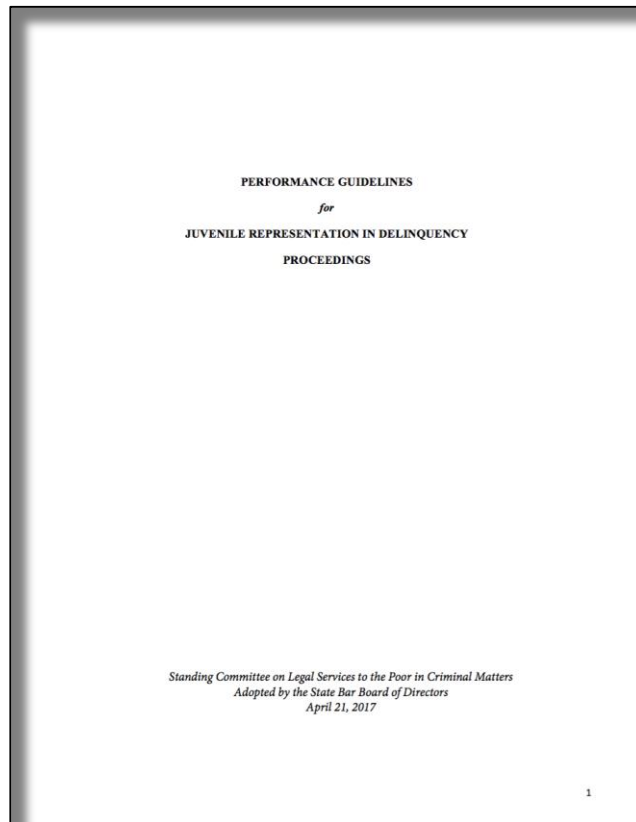 PERFORMANCE GUIDELINES
for
JUVENILE REPRESENTATION IN DELINQUENCY
PROCEEDINGS
Standing Committee on Legal Services to the Poor in Criminal Matters
Adopted by the State Bar Board of Directors
April 21, 2017
1